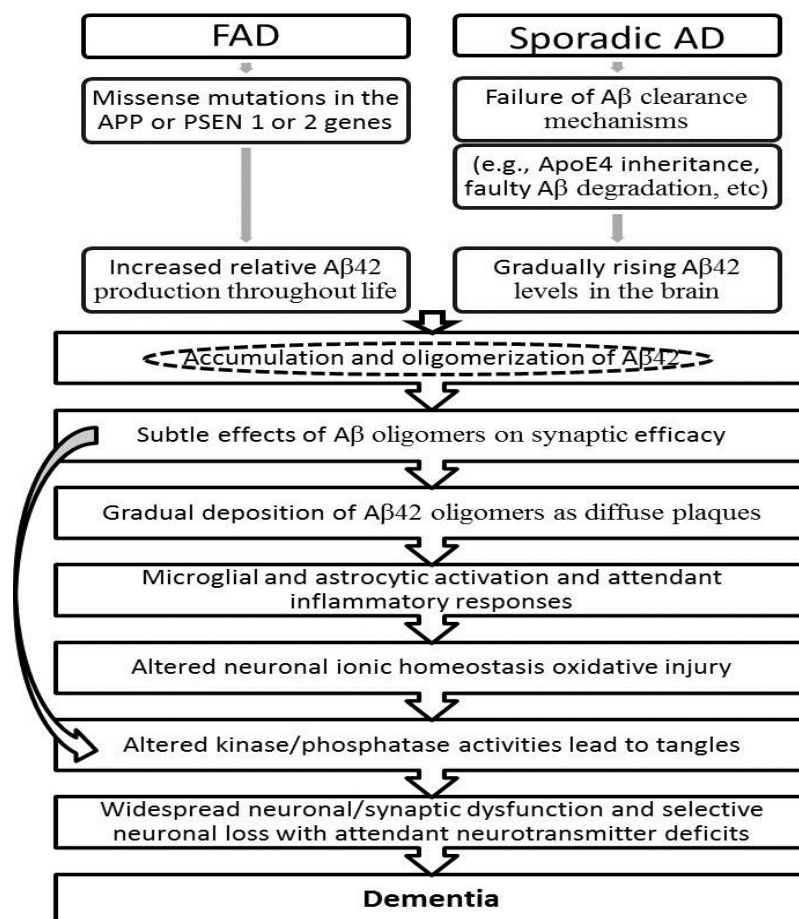 FAD
Sporadic AD
Missense mutations in the
APP or PSEN 1 or 2 genes
Failure of Aβ clearance
mechanisms
(e.g., ApoE4 inheritance,
faulty Aβ degradation, etc)
Increased relative Aβ42
production throughout life
Gradually rising Aβ42
levels in the brain
Accumulation and oligomerization of Aβ42
Subtle effects of Aβ oligomers on synaptic efficacy
Gradual deposition of Aβ42 oligomers as diffuse plaques
Microglial and astrocytic activation and attendant
inflammatory responses
Altered neuronal ionic homeostasis oxidative injury
Altered kinase/phosphatase activities lead to tangles
Widespread neuronal/synaptic dysfunction and selective
neuronal loss with attendant neurotransmitter deficits
Dementia